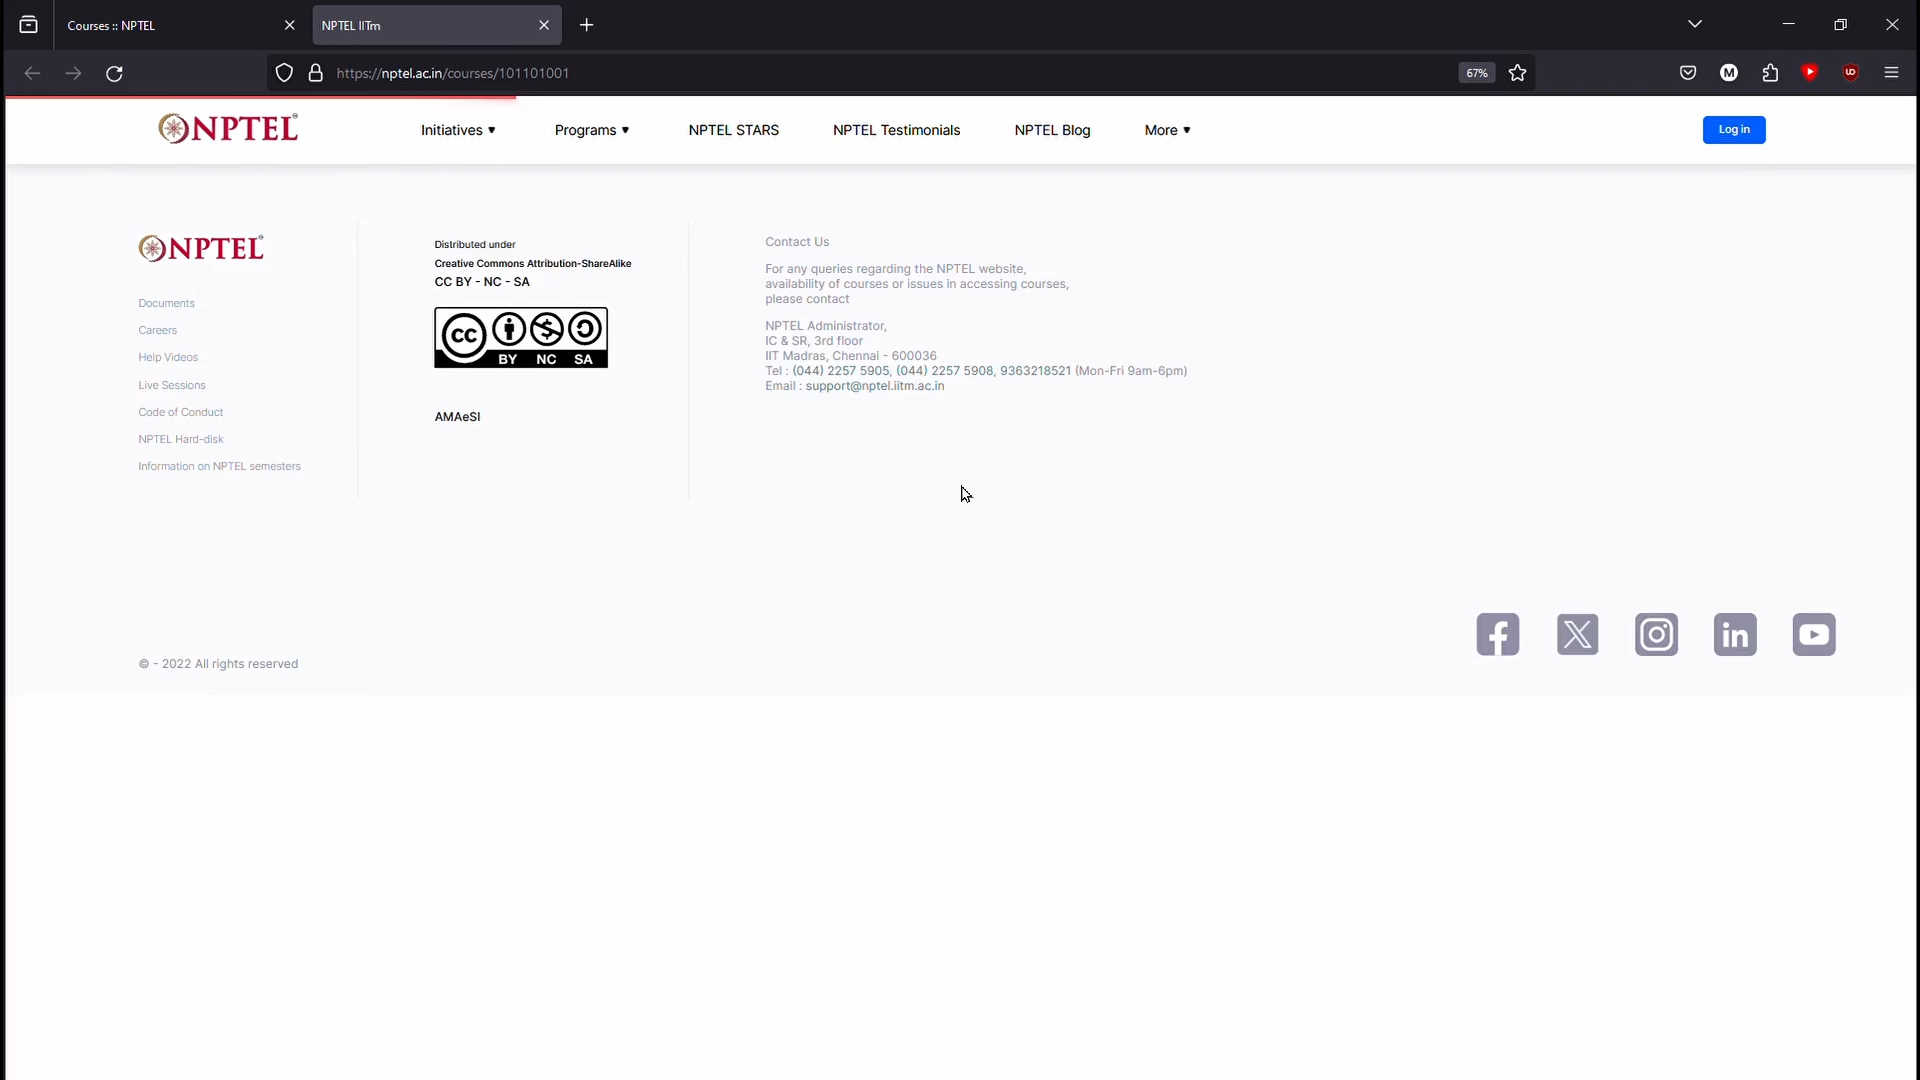 Courses :: NPTEL
NPTEL IITm
https://nptel.ac.in/courses/101101001
67%
M
NPTEL
Initiatives ▾
Programs ▾
NPTEL STARS
NPTEL Testimonials
NPTEL Blog
More ▾
Log in
NPTEL
Documents
Careers
Help Videos
Live Sessions
Code of Conduct
NPTEL Hard-disk
Information on NPTEL semesters
Distributed under
Creative Commons Attribution-ShareAlike
CC BY - NC - SA
CC
BY NC SA
AMAeSI
Contact Us
For any queries regarding the NPTEL website,
availability of courses or issues in accessing courses,
please contact
NPTEL Administrator,
IC & SR, 3rd floor
IIT Madras, Chennai - 600036
Tel : (044) 2257 5905, (044) 2257 5908, 9363218521 (Mon-Fri 9am-6pm)
Email : support@nptel.iitm.ac.in
© - 2022 All rights reserved